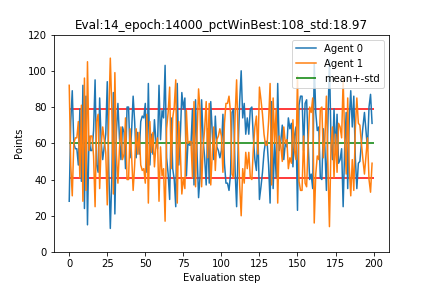 Eval:14_epoch:14000_pctWinBest:108_std:18.97
120
100
80
60
40
20
0
Points
Agent 0
Agent 1
mean+-std
0
25
50
75
100
125
150
175
200
Evaluation step